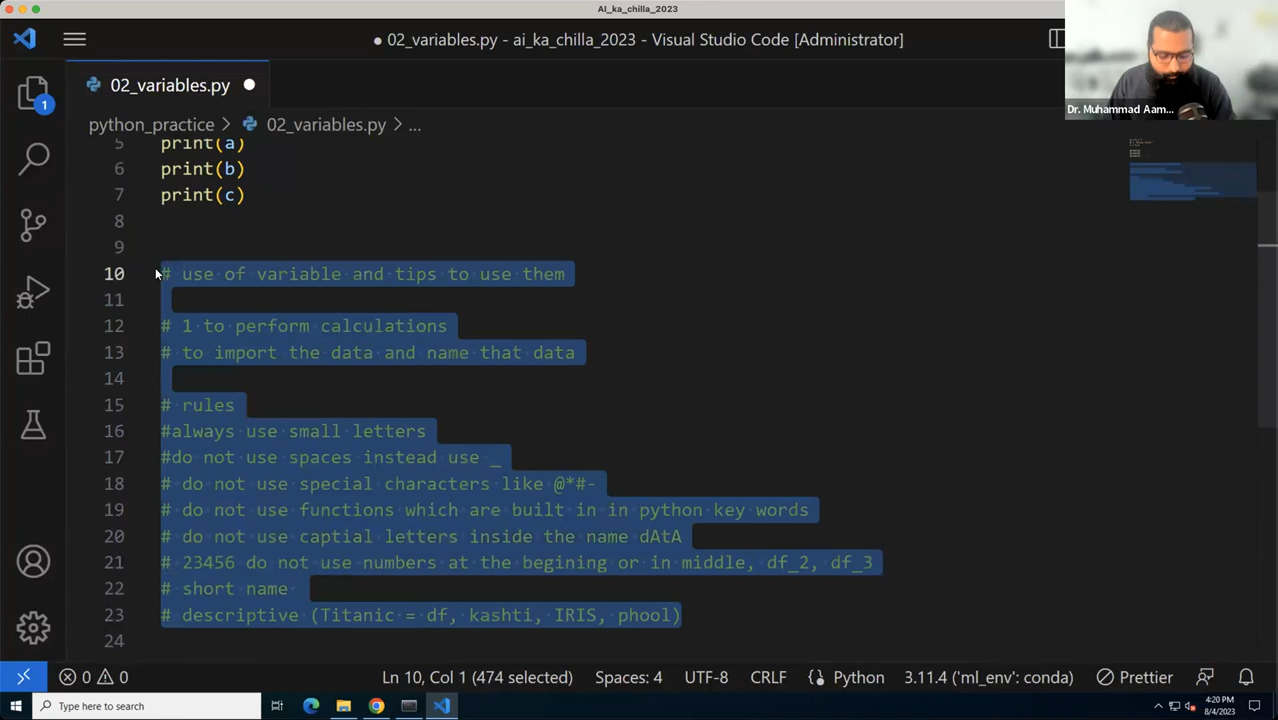 AI_ka_chilla_2023
● 02_variables.py - ai_ka_chilla_2023 - Visual Studio Code [Administrator]
Dr. Muhammad Aam...
02_variables.py
1
python_practice > 02_variables.py > ...
5 print(a)
6 print(b)
7 print(c)
8
9
10 # use of variable and tips to use them
11
12 # 1 to perform calculations
13 # to import the data and name that data
14
15 # rules
16 #always use small letters
17 #do not use spaces instead use _
18 # do not use special characters like @*#-
19 # do not use functions which are built in in python key words
20 # do not use captial letters inside the name dAtA
21 # 23456 do not use numbers at the begining or in middle, df_2, df_3
22 # short name
23 # descriptive (Titanic = df, kashti, IRIS, phool)
24
0 0 Ln 10, Col 1 (474 selected) Spaces: 4 UTF-8 CRLF Python 3.11.4 ('ml_env': conda) Prettier
Type here to search
4:20 PM
8/4/2023